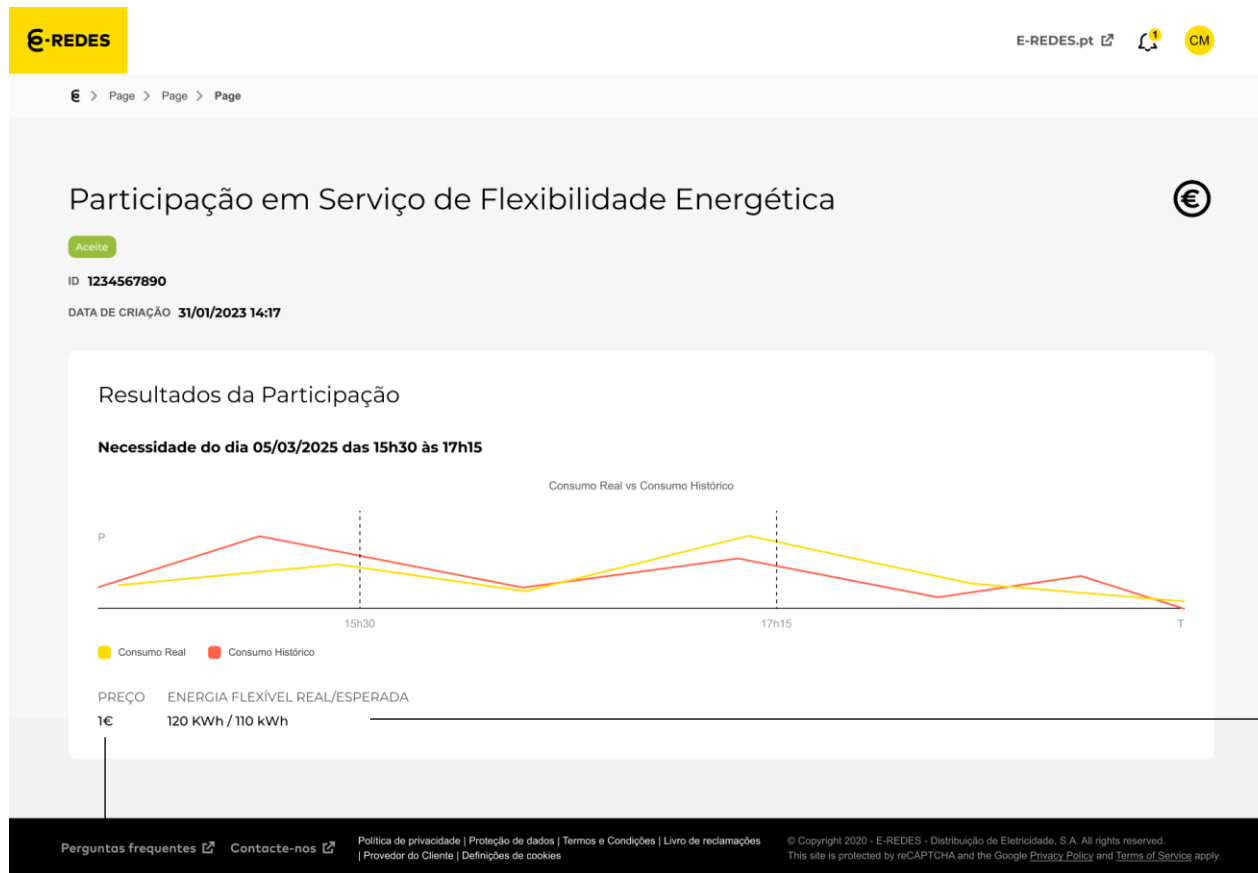 E-REDES
E-REDES.pt
1
CM
Page > Page > Page
Participação em Serviço de Flexibilidade Energética
€
Aceite
ID 1234567890
DATA DE CRIAÇÃO 31/01/2023 14:17
Resultados da Participação
Necessidade do dia 05/03/2025 das 15h30 às 17h15
Consumo Real vs Consumo Histórico
P
15h30
17h15
T
Consumo Real
Consumo Histórico
PREÇO
ENERGIA FLEXÍVEL REAL/ESPERADA
1€
120 KWh / 110 kWh
Perguntas frequentes
Contacte-nos
Política de privacidade | Proteção de dados | Termos e Condições | Livro de reclamações
| Provedor do Cliente | Definições de cookies
© Copyright 2020 - E-REDES - Distribuição de Eletricidade, S.A. All rights reserved.
This site is protected by reCAPTCHA and the Google Privacy Policy and Terms of Service apply.